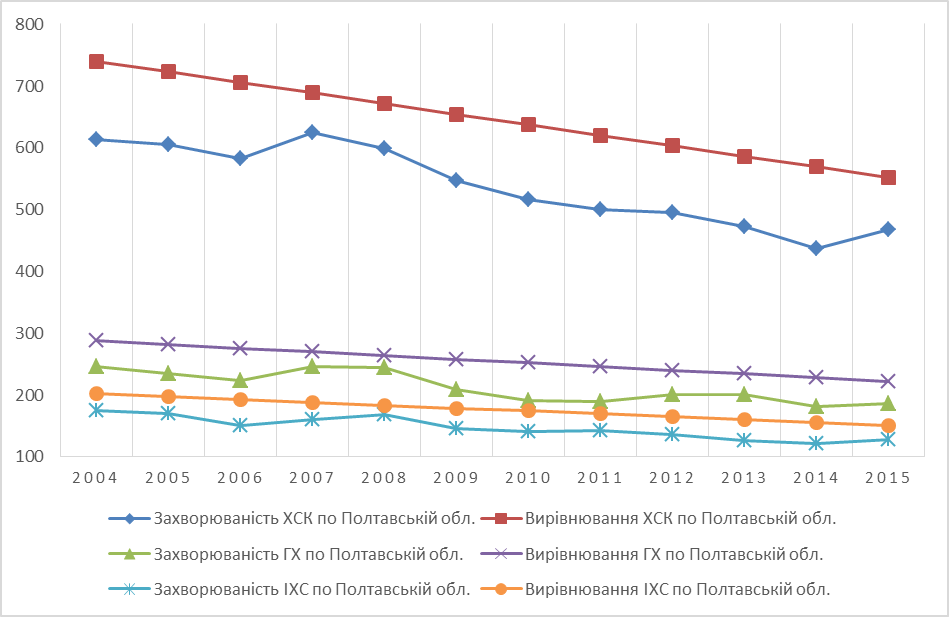 800
700
600
500
400
300
200
100
2004 2005 2006 2007 2008 2009 2010 2011 2012 2013 2014 2015
Захворюваність ХСК по Полтавській обл. Вирівнювання ХСК по Полтавській обл.
Захворюваність ГХ по Полтавській обл. Вирівнювання ГХ по Полтавській обл.
Захворюваність ІХС по Полтавській обл. Вирівнювання ІХС по Полтавській обл.